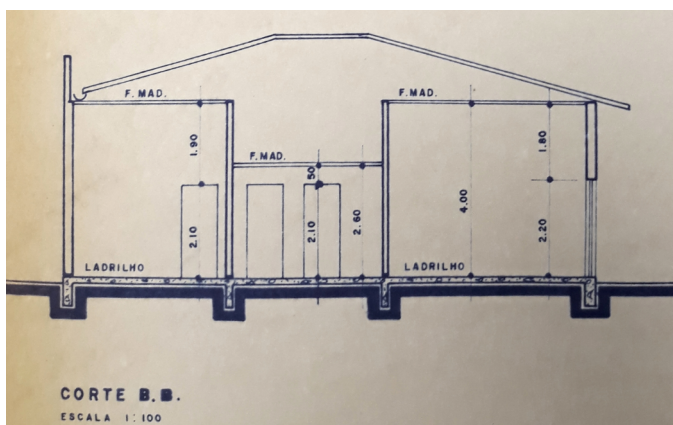 F. MAD.
F. MAD.
1.90
1.80
F. MAD.
50
4.00
2.60
2.10
2.10
2.20
LADRILHO
LADRILHO
CORTE B.B.
ESCALA 1:100